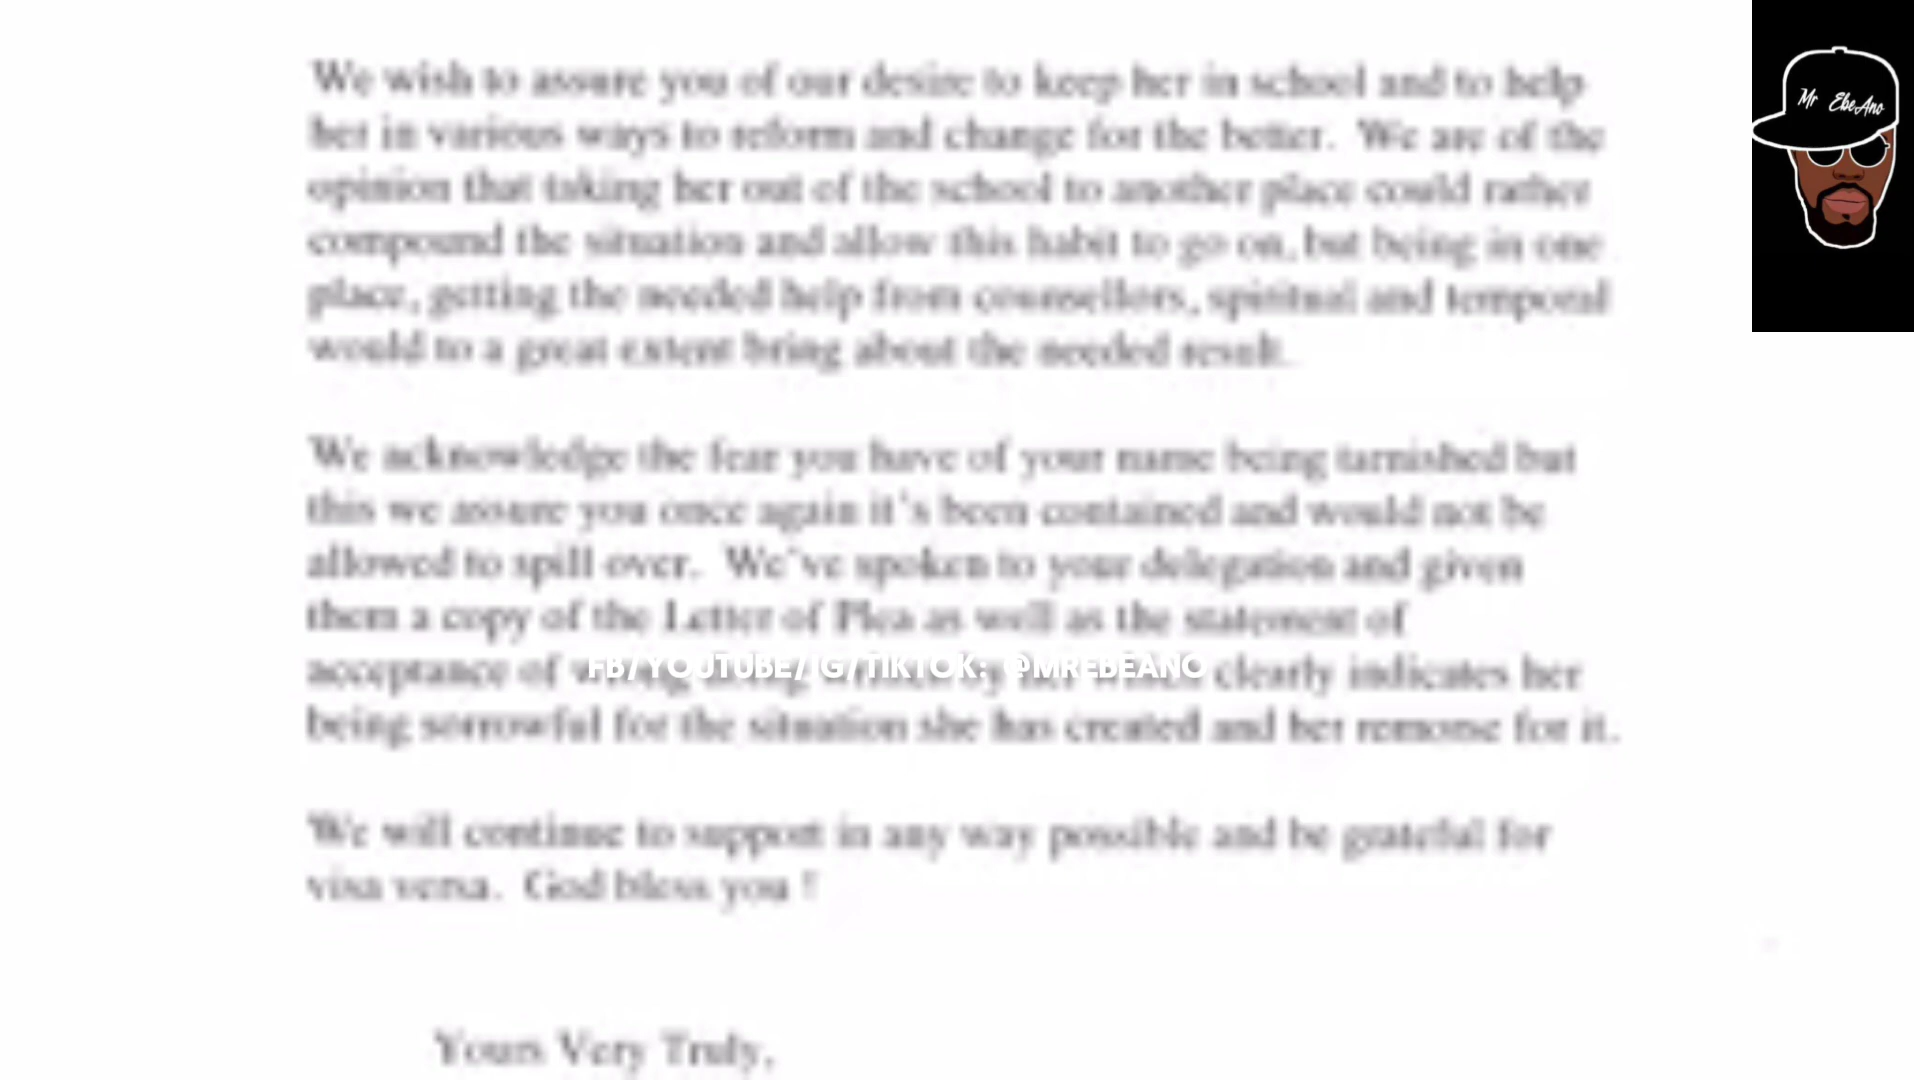 We wish to assure you of our desire to keep her in school and to help
her in various ways to reform and change for the better. We are of the
opinion that taking her out of the school to another place could rather
compound the situation and allow this habit to go on, but being in one
place, getting the needed help from counsellors, spiritual and temporal
would to a great extent bring about the needed result.
We acknowledge the fear you have of your name being tarnished but
this we assure you once again it's been contained and would not be
allowed to spill over. We've spoken to your delegation and given
them a copy of the Letter of Plea as well as the statement of
acceptance of wrong doing written by her which clearly indicates her
being sorrowful for the situation she has created and her remorse for it.
We will continue to support in any way possible and be grateful for
visa versa. God bless you !
Yours Very Truly,
FB/YOUTUBE/IG/TIKTOK: @MREBEANO
Mr EbeAno